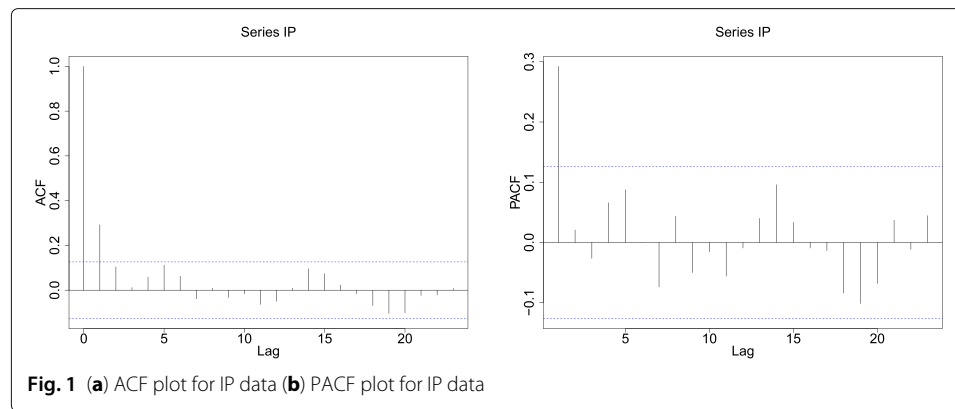 Series IP
ACF
1.0
0.8
0.6
0.4
0.2
0.0
0 5 10 15 20
Lag
Series IP
PACF
0.3
0.2
0.1
0.0
−0.1
5 10 15 20
Lag
Fig. 1 (a) ACF plot for IP data (b) PACF plot for IP data